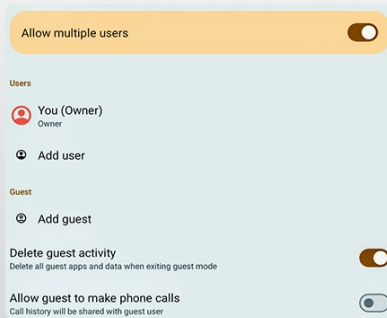 Allow multiple users
Users
You (Owner)
Owner
Add user
Guest
Add guest
Delete guest activity
Delete all guest apps and data when exiting guest mode
Allow guest to make phone calls
Call history will be shared with guest user